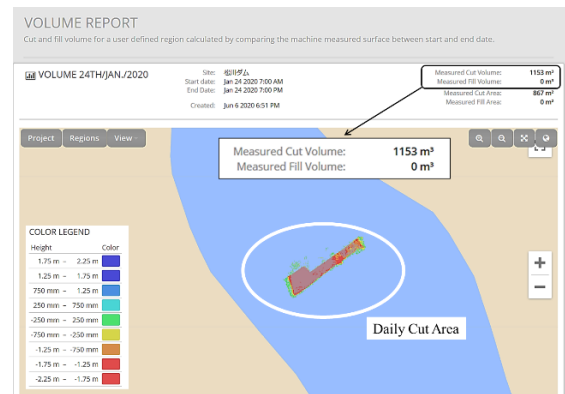 VOLUME REPORT
Cut and fill volume for a user defined region calculated by comparing the machine measured surface between start and end date.
VOLUME 24TH/JAN./2020
Site: 松川ダム
Start date: Jan 24 2020 7:00 AM
End Date: Jan 24 2020 7:00 PM
Created: Jun 6 2020 6:51 PM
Measured Cut Volume: 1153 m³
Measured Fill Volume: 0 m³
Measured Cut Area: 867 m²
Measured Fill Area: 0 m²
Project Regions View
Measured Cut Volume: 1153 m³
Measured Fill Volume: 0 m³
COLOR LEGEND
Height Color
1.75 m – 2.25 m
1.25 m – 1.75 m
750 mm – 1.25 m
250 mm – 750 mm
-250 mm – 250 mm
-750 mm – -250 mm
-1.25 m – -750 mm
-1.75 m – -1.25 m
-2.25 m – -1.75 m
+
−
Daily Cut Area